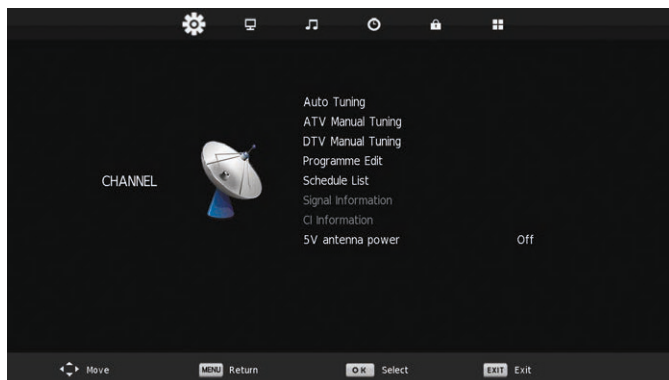 CHANNEL
Auto Tuning
ATV Manual Tuning
DTV Manual Tuning
Programme Edit
Schedule List
Signal Information
CI Information
5V antenna power Off
Move MENU Return OK Select EXIT Exit